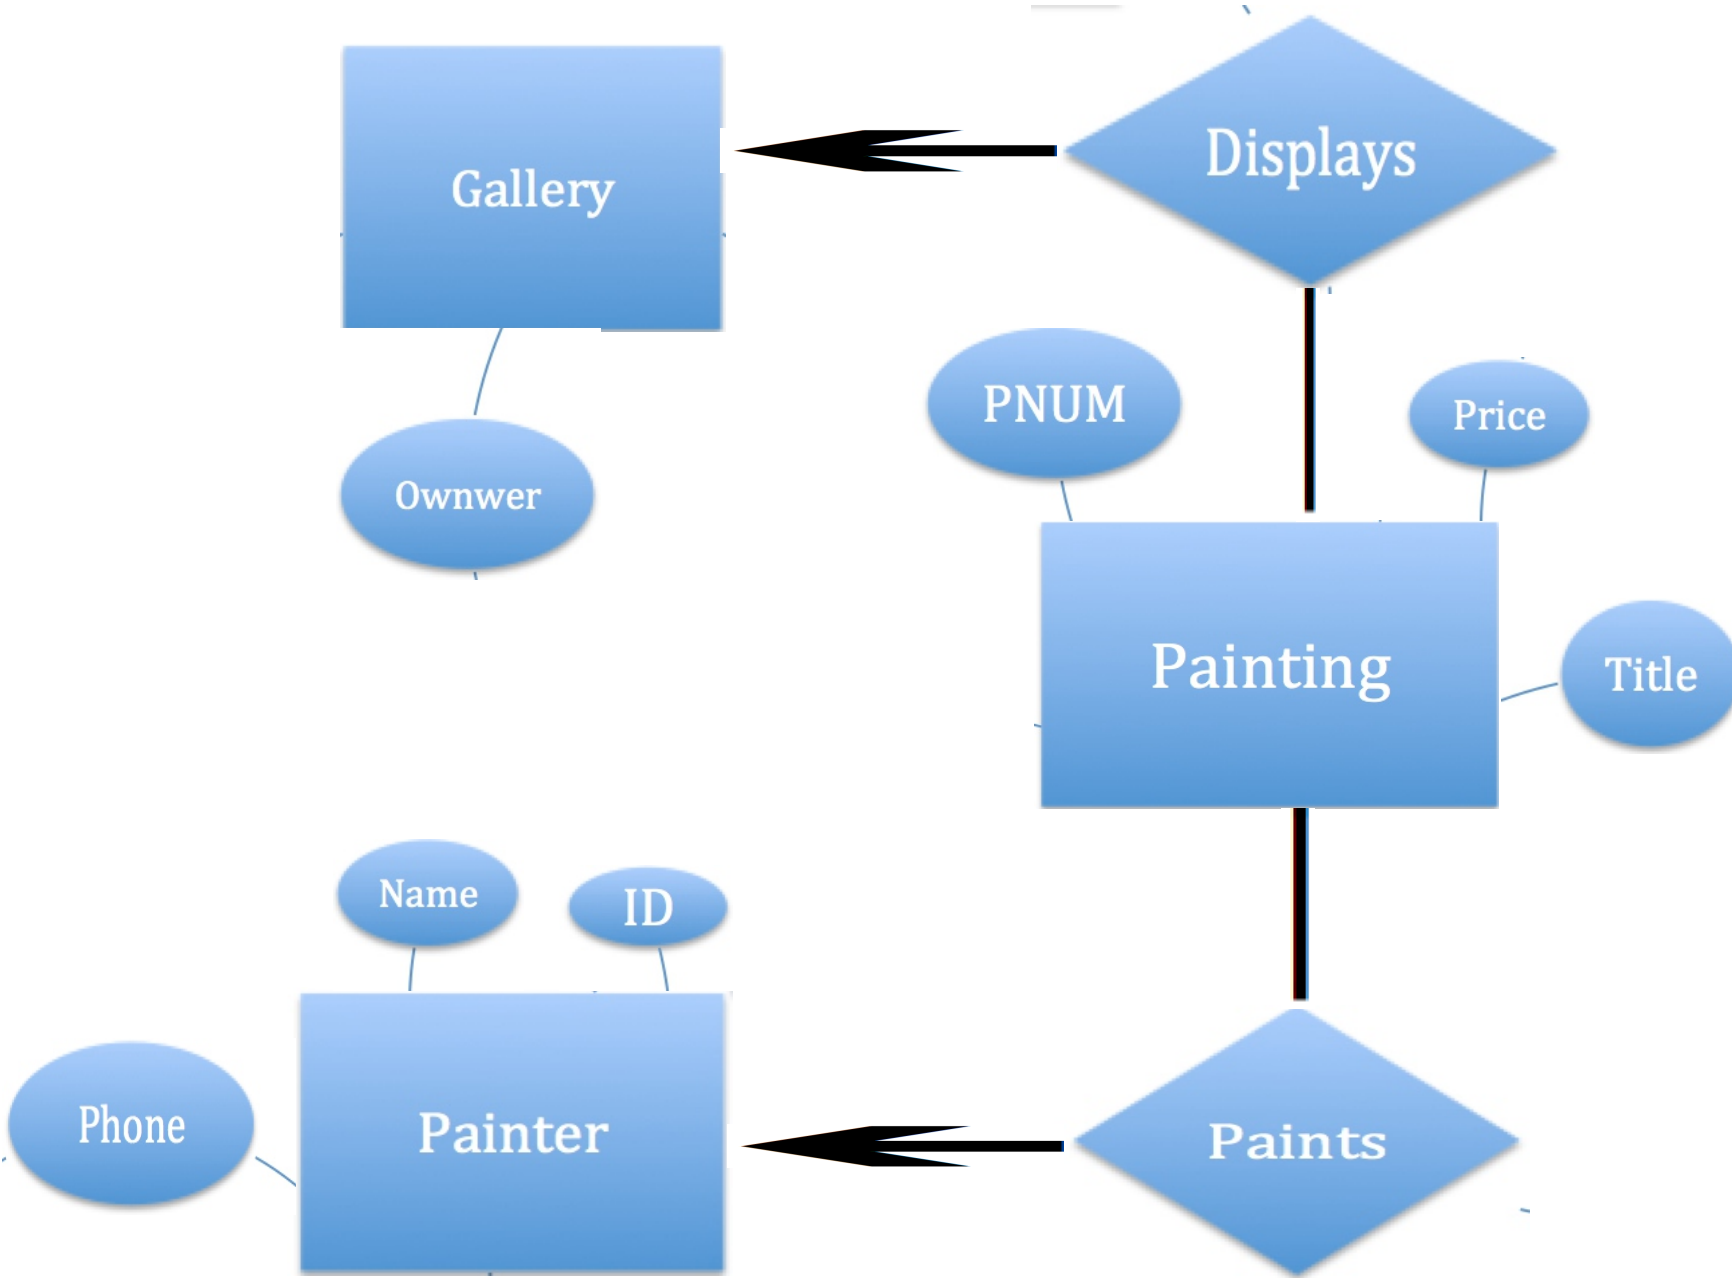 Gallery
Displays
PNUM
Price
Ownwer
Painting
Title
Name
ID
Phone
Painter
Paints